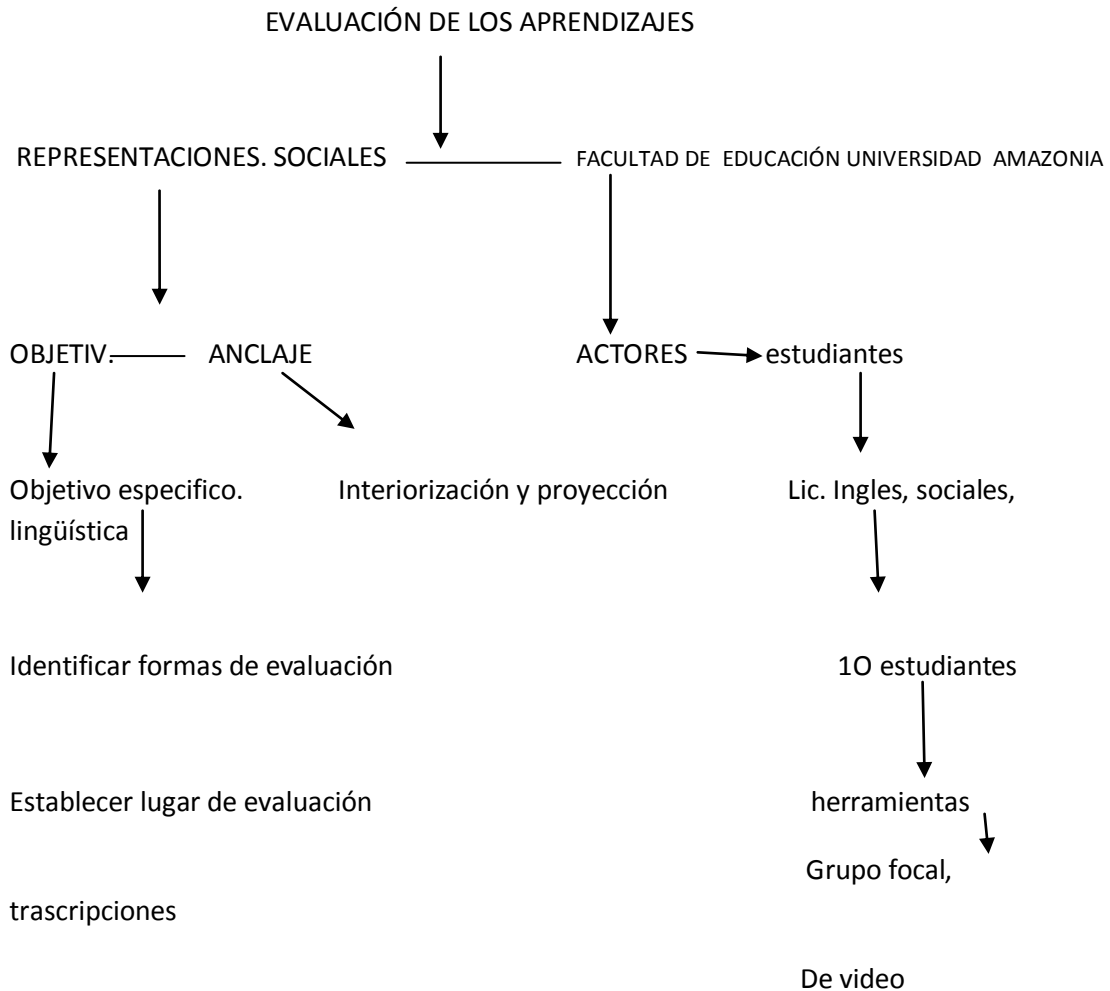 EVALUACIÓN DE LOS APRENDIZAJES
REPRESENTACIONES. SOCIALES FACULTAD DE EDUCACIÓN UNIVERSIDAD AMAZONIA
OBJETIV. ANCLAJE ACTORES estudiantes
Objetivo especifico. Interiorización y proyección Lic. Ingles, sociales,
lingüística
Identificar formas de evaluación 1O estudiantes
Establecer lugar de evaluación herramientas
Grupo focal,
trascripciones
De video